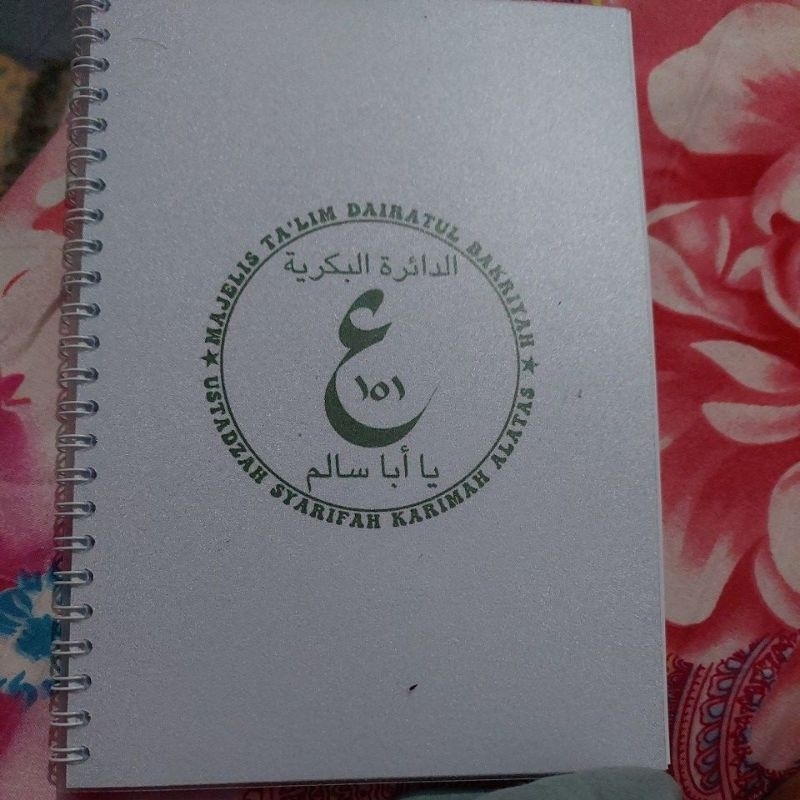 MAJELIS TA'LIM DAIRATUL BAKRIYAH
الدائرة البكرية
ع
١٥١
يا أبا سالم
USTADZAH SYARIFAH KARIMAH ALATAS